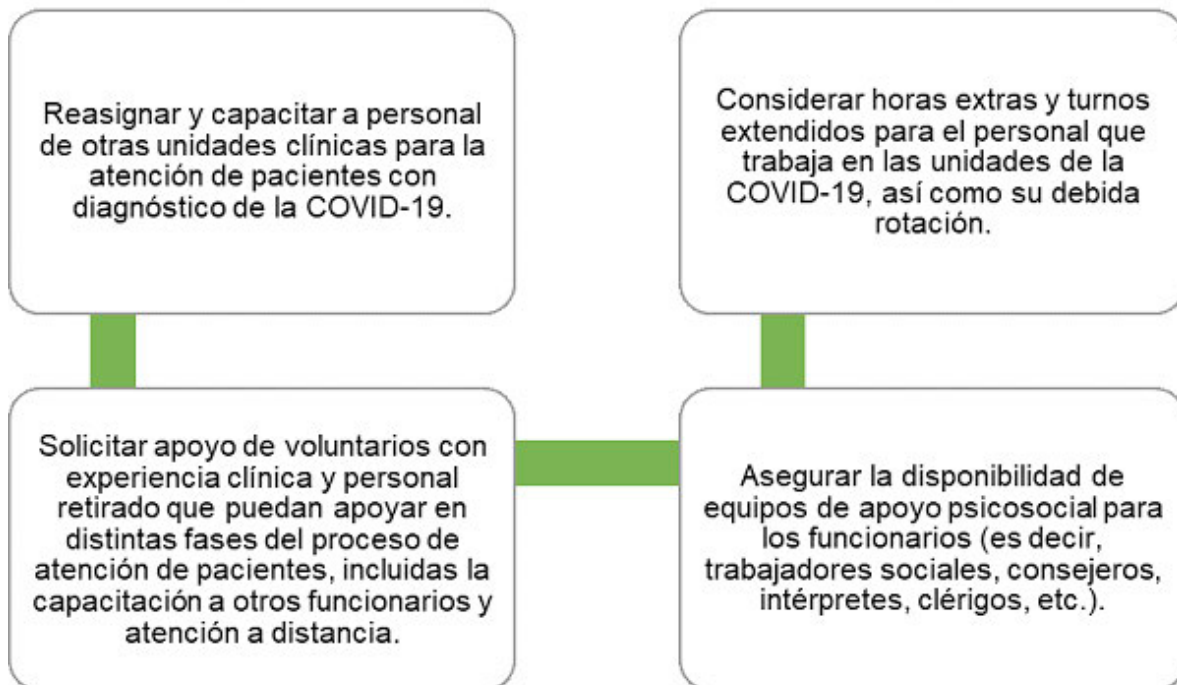 Reasignar y capacitar a personal
de otras unidades clínicas para la
atención de pacientes con
diagnóstico de la COVID-19.
Solicitar apoyo de voluntarios con
experiencia clínica y personal
retirado que puedan apoyar en
distintas fases del proceso de
atención de pacientes, incluidas la
capacitación a otros funcionarios y
atención a distancia.
Asegurar la disponibilidad de
equipos de apoyo psicosocial para
los funcionarios (es decir,
trabajadores sociales, consejeros,
intérpretes, clérigos, etc.).
Considerar horas extras y turnos
extendidos para el personal que
trabaja en las unidades de la
COVID-19, así como su debida
rotación.